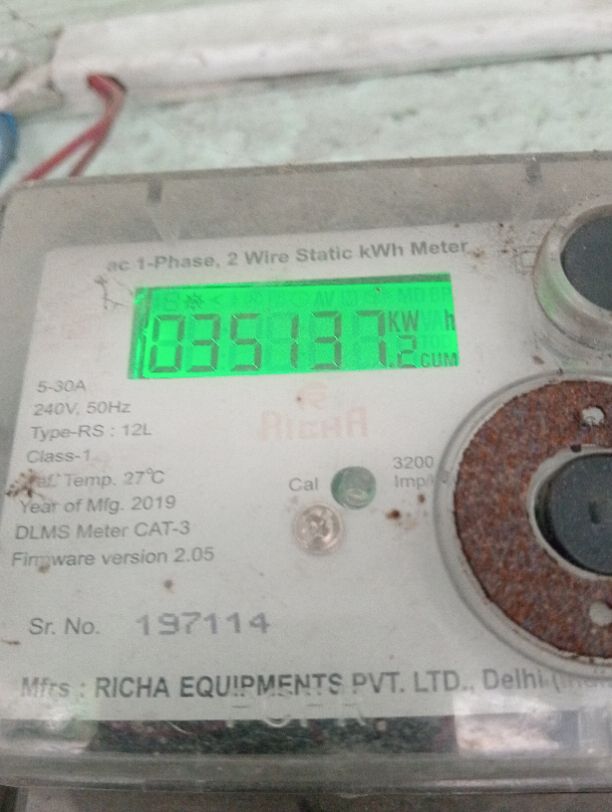 ac 1-Phase, 2 Wire Static kWh Meter
035137.2 KWh CUM
5-30A
240V, 50Hz
Type-RS : 12L
Class-1
RICHA
Ref. Temp. 27°C
Cal
3200
Imp/
Year of Mfg. 2019
DLMS Meter CAT-3
Firmware version 2.05
Sr. No. 197114
Mfrs : RICHA EQUIPMENTS PVT. LTD., Delhi